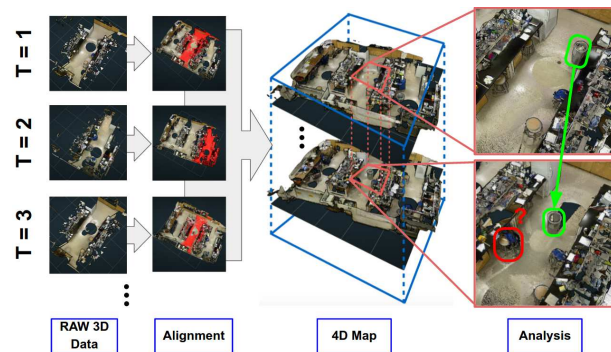 T = 1
T = 2
T = 3
?
RAW 3D
Data
Alignment
4D Map
Analysis